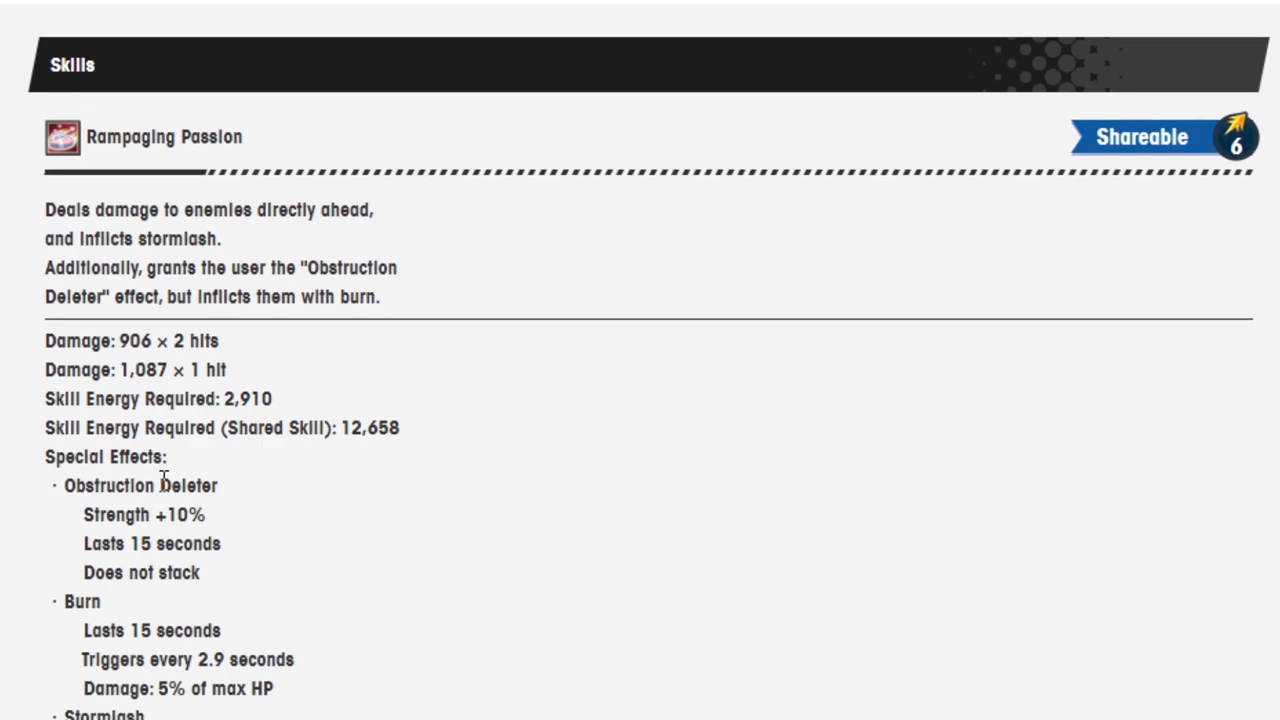 Skills
Rampaging Passion
Shareable 6
Deals damage to enemies directly ahead,
and inflicts stormlash.
Additionally, grants the user the "Obstruction
Deleter" effect, but inflicts them with burn.
Damage: 906 × 2 hits
Damage: 1,087 × 1 hit
Skill Energy Required: 2,910
Skill Energy Required (Shared Skill): 12,658
Special Effects:
· Obstruction Deleter
Strength +10%
Lasts 15 seconds
Does not stack
· Burn
Lasts 15 seconds
Triggers every 2.9 seconds
Damage: 5% of max HP
· Stormlash